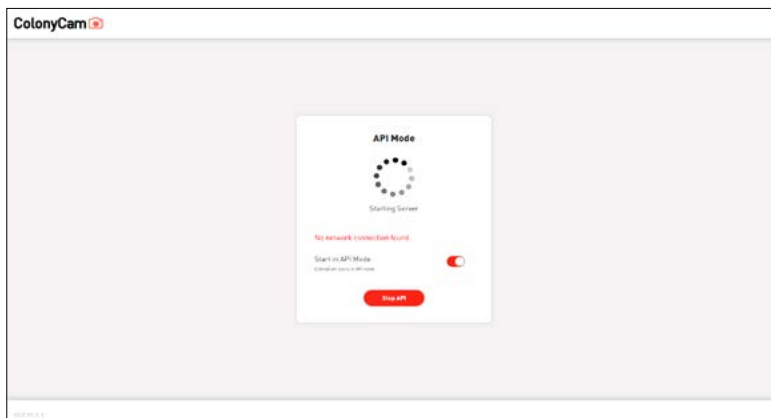 ColonyCam
API Mode
Starting Server
No network connection found.
Start in API Mode
Stop API